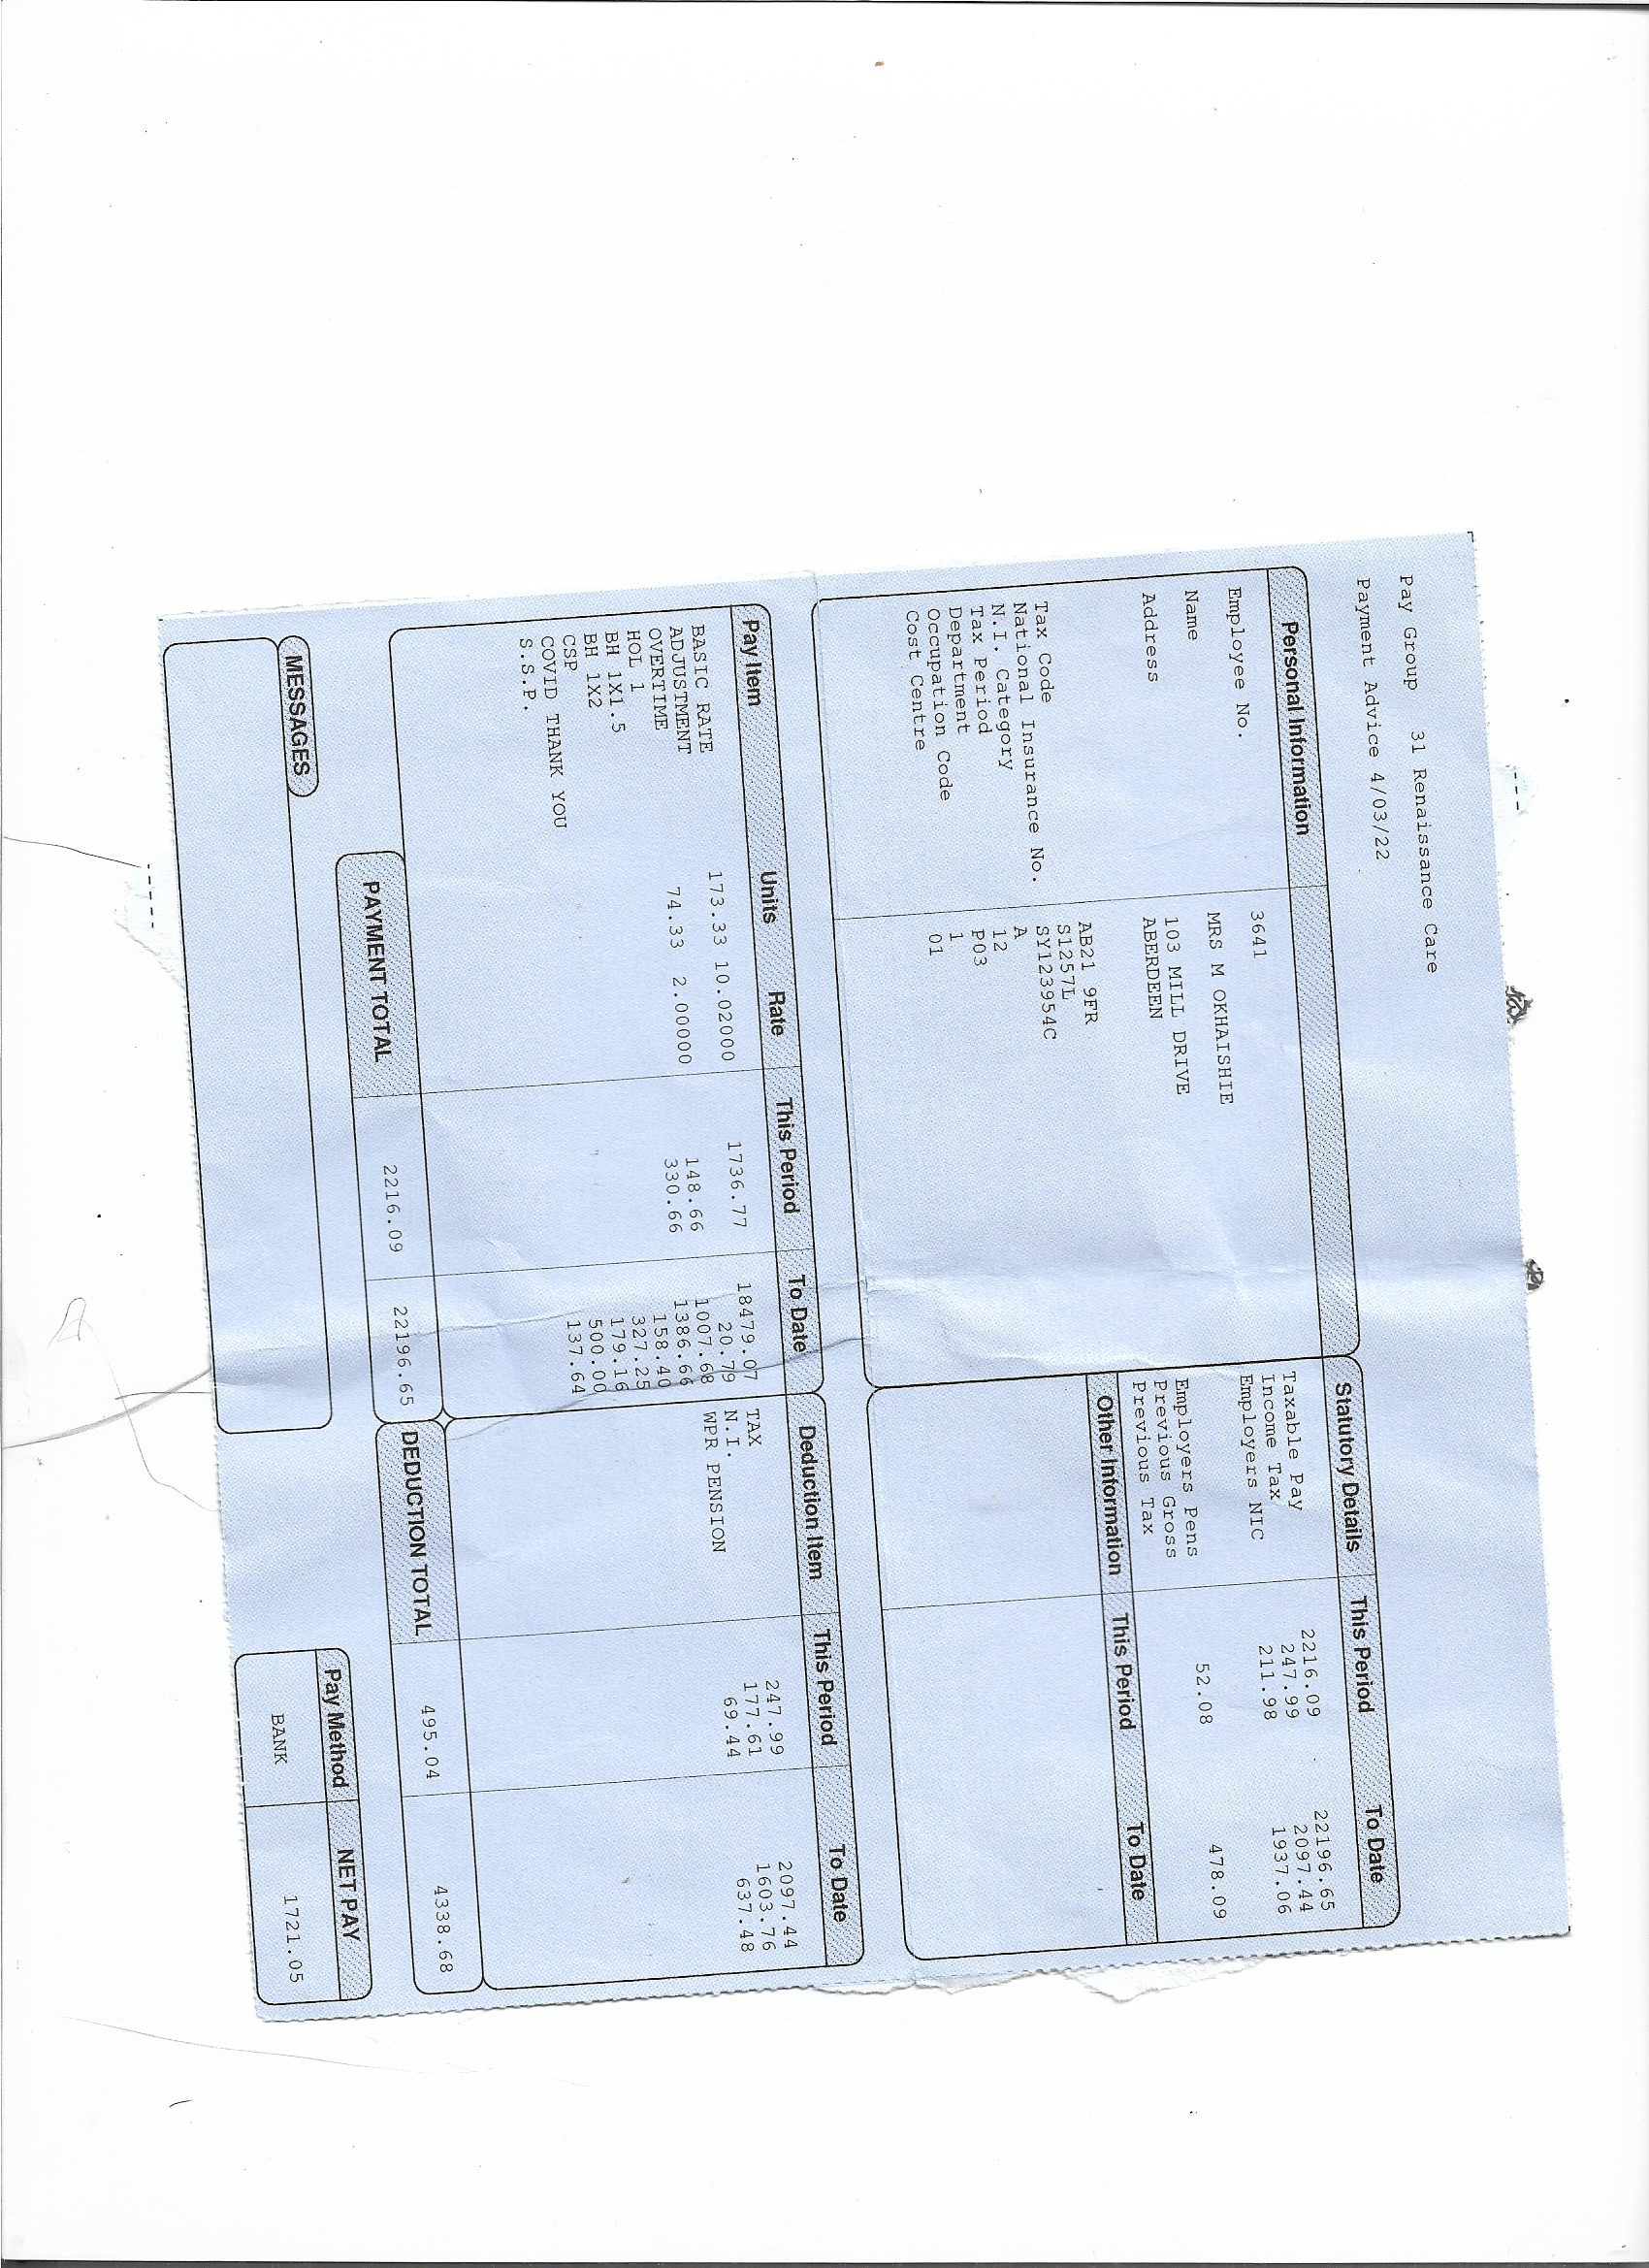 Pay Group 31 Renaissance Care
Payment Advice 4/03/22
Personal Information
Employee No. 3641
Name MRS M OKHAISHIE
Address 103 MILL DRIVE
ABERDEEN
AB21 9FR
Tax Code S1257L
National Insurance No. SY123954C
N.I. Category A
Tax Period 12
Department P03
Occupation Code 1
Cost Centre 01
Statutory Details This Period To Date
Taxable Pay 2216.09 22196.65
Income Tax 247.99 2097.44
Employers NIC 211.98 1937.06
Employers Pens 52.08 478.09
Previous Gross
Previous Tax
Other Information This Period To Date
Pay Item Units Rate This Period To Date
BASIC RATE 173.33 10.02000 1736.77 18479.07
ADJUSTMENT 20.79
OVERTIME 74.33 2.00000 148.66 1007.68
HOL 1 330.66 1386.66
BH 1X1.5 158.40
BH 1X2 327.25
CSP 179.16
COVID THANK YOU 500.00
S.S.P. 137.64
PAYMENT TOTAL 2216.09 22196.65
Deduction Item This Period To Date
TAX 247.99 2097.44
N.I. 177.61 1603.76
WPR PENSION 69.44 637.48
DEDUCTION TOTAL 495.04 4338.68
MESSAGES
Pay Method NET PAY
BANK 1721.05